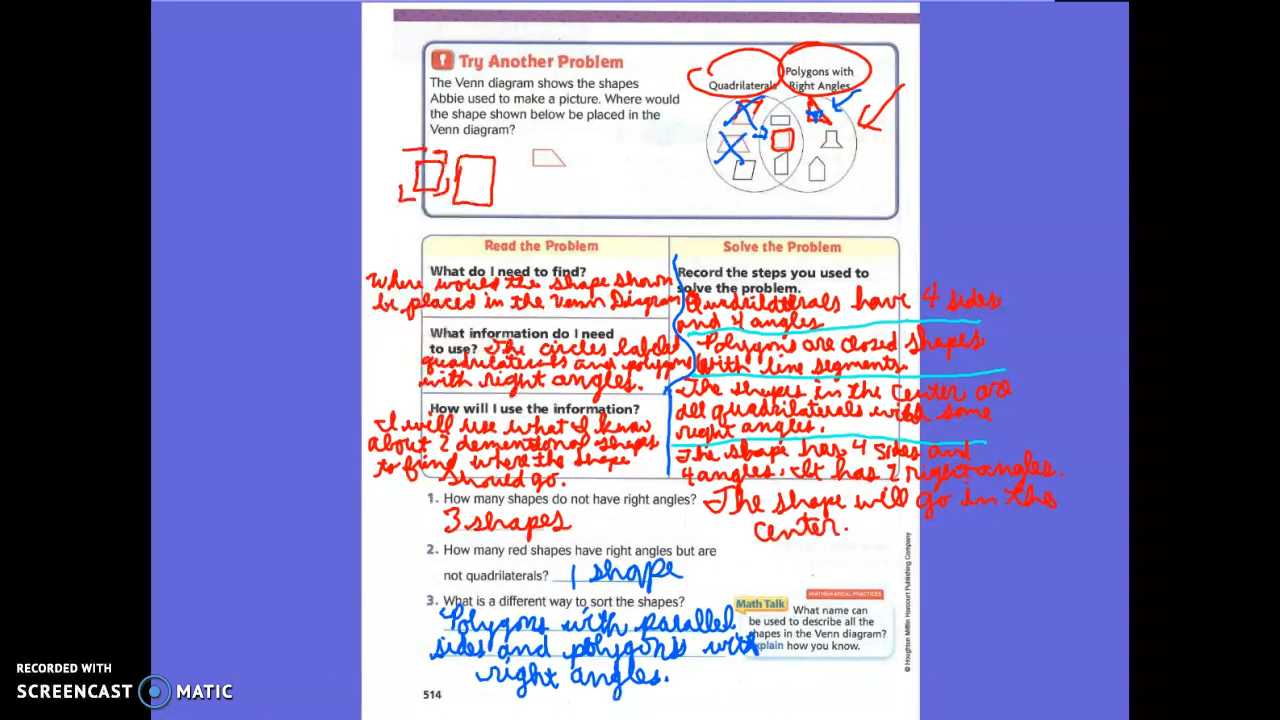 Try Another Problem
The Venn diagram shows the shapes
Abbie used to make a picture. Where would
the shape shown below be placed in the
Venn diagram?
Quadrilaterals
Polygons with
Right Angles
Read the Problem
What do I need to find?
Where would the shape shown
be placed in the Venn Diagram
What information do I need
to use? The circles labeled
quadrilaterals and polygons
with right angles.
How will I use the information?
I will use what I know
about 2 dementional shapes
to find where the shape
should go.
Solve the Problem
Record the steps you used to
solve the problem.
Quadrilaterals have 4 sides
and 4 angles
Polygons are closed shapes
with line segments.
The shapes in the center are
all quadrilaterals with some
right angles.
The shape has 4 sides and
4 angles. It has 2 right angles.
The shape will go in the
center.
1. How many shapes do not have right angles?
3 shapes
2. How many red shapes have right angles but are
not quadrilaterals? 1 shape
3. What is a different way to sort the shapes?
Polygons with parallel
sides and polygons with
right angles.
MATHEMATICAL PRACTICES
Math Talk What name can
be used to describe all the
shapes in the Venn diagram?
Explain how you know.
© Houghton Mifflin Harcourt Publishing Company
514
RECORDED WITH
SCREENCAST MATIC